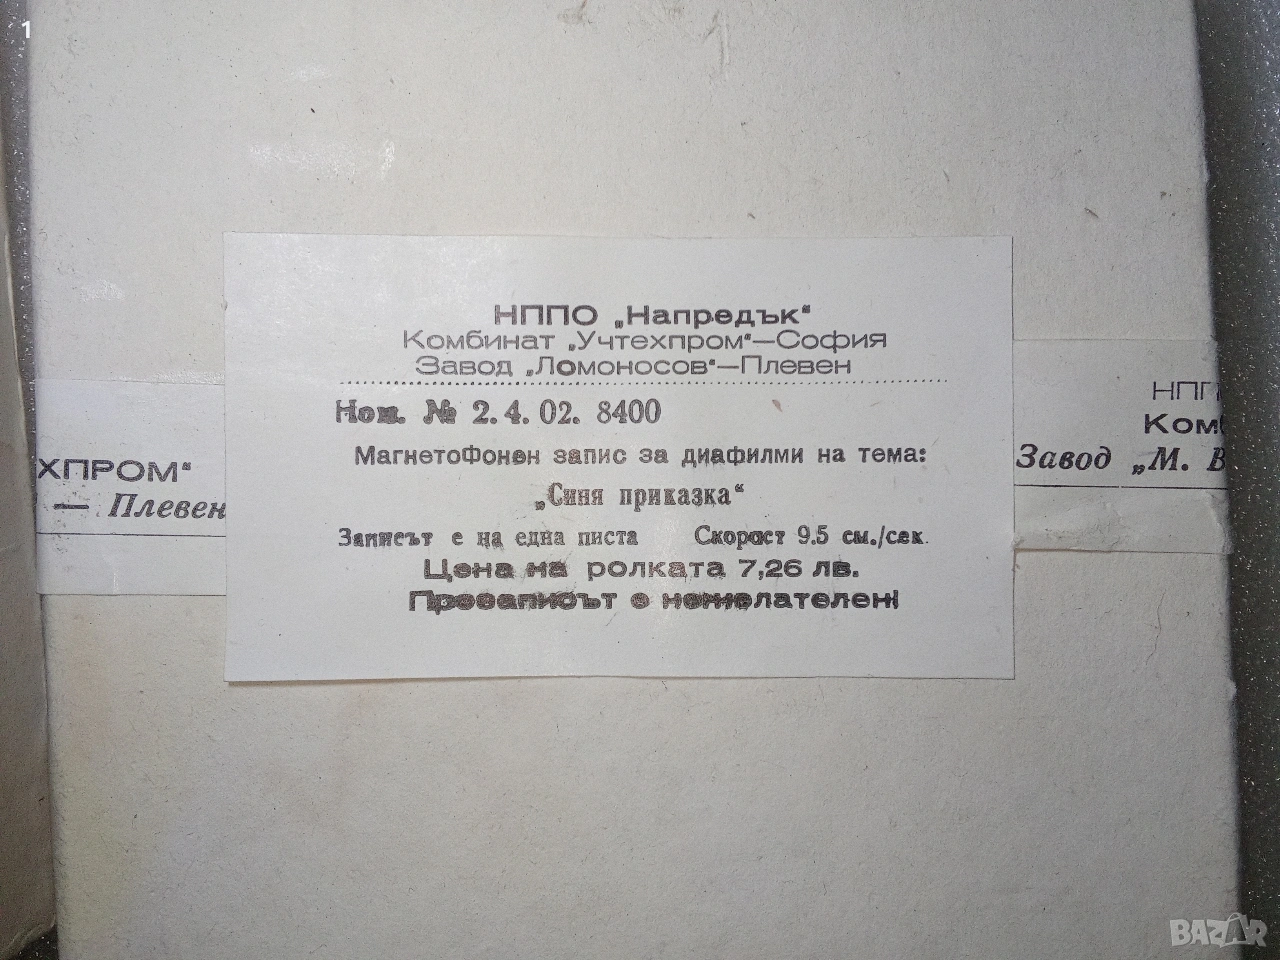 1
НППО „Напредък“
Комбинат „Учтехпром“—София
Завод „Ломоносов“—Плевен
Ном. № 2.4.02. 8400
Магнетофонен запис за диафилми на тема:
„Синя приказка“
Записът е на една писта Скорост 9.5 см./сек.
Цена на ролката 7,26 лв.
Презаписът е нежелателен!
ХПРОМ“
— Плевен
НПП
Ком
Завод „М. В
BAZAR